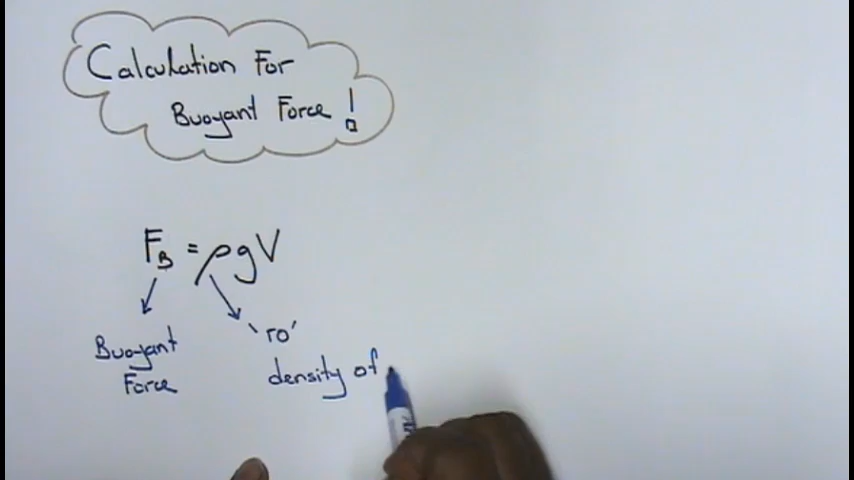 Calculation For
Buoyant Force !
F_B = ρgV
Buoyant
Force
'ro'
density of